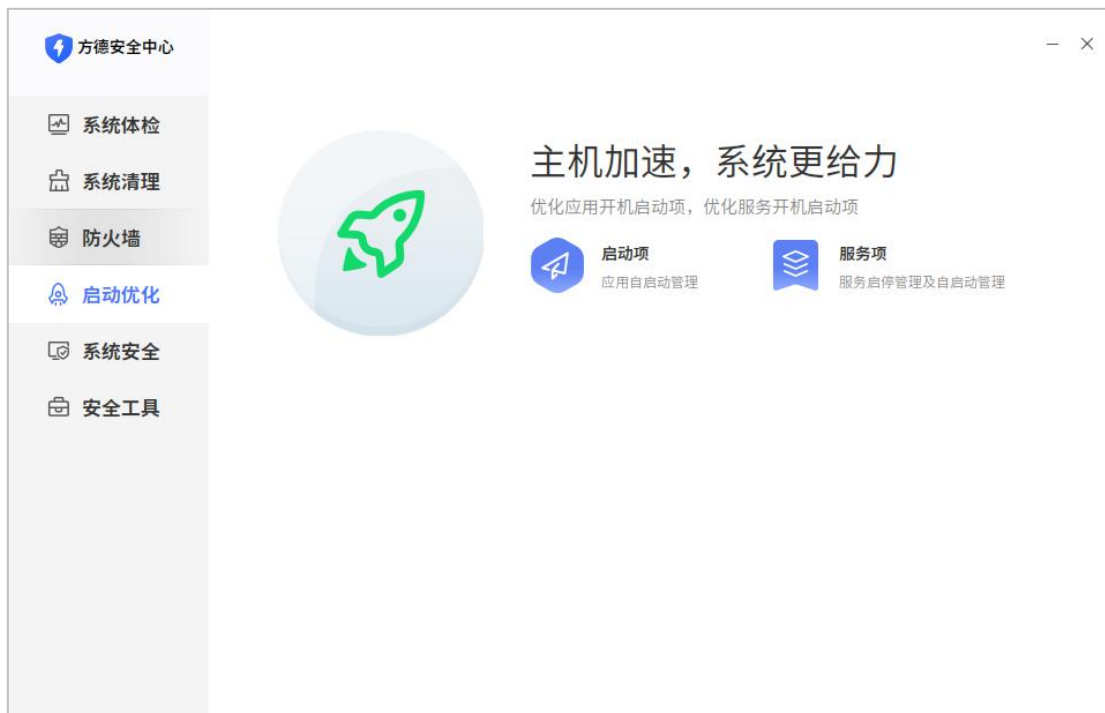 方德安全中心
系统体检
系统清理
防火墙
启动优化
系统安全
安全工具
主机加速，系统更给力
优化应用开机启动项，优化服务开机启动项
启动项
应用自启动管理
服务项
服务启停管理及自启动管理